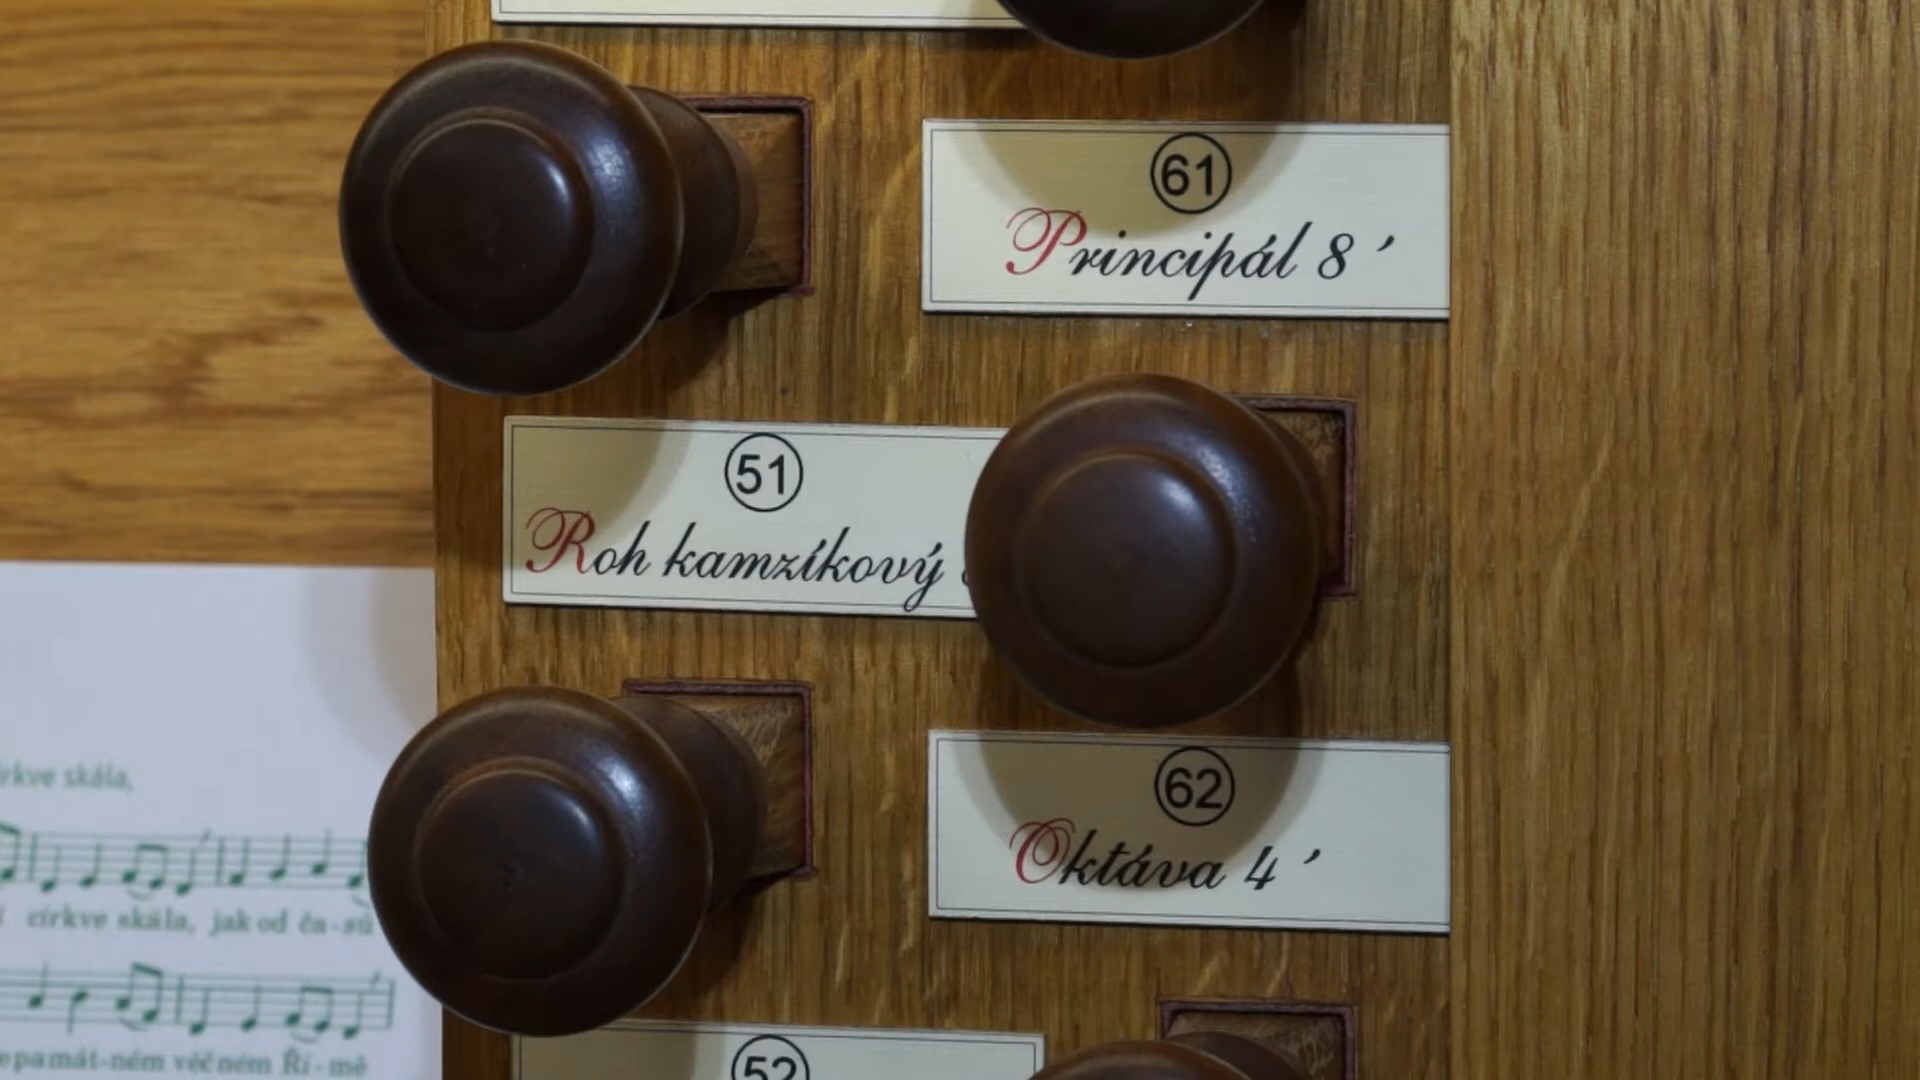 61
Principál 8 ′
51
Roh kamzíkový
62
Oktáva 4 ′
52
skála,
církve skála, jak od ča-sů
památ-ném věčném Ří-mě